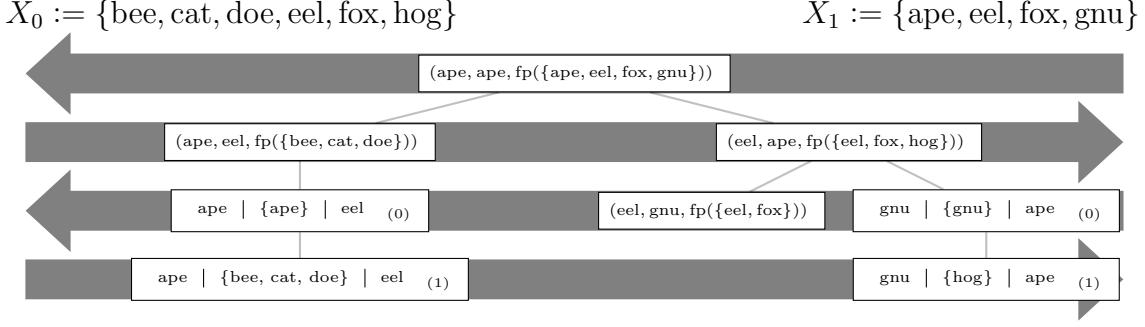 X₀ := {bee, cat, doe, eel, fox, hog} X₁ := {ape, eel, fox, gnu}
(ape, ape, fp({ape, eel, fox, gnu}))
(ape, eel, fp({bee, cat, doe})) (eel, ape, fp({eel, fox, hog}))
ape | {ape} | eel (0) (eel, gnu, fp({eel, fox})) gnu | {gnu} | ape (0)
ape | {bee, cat, doe} | eel (1) gnu | {hog} | ape (1)